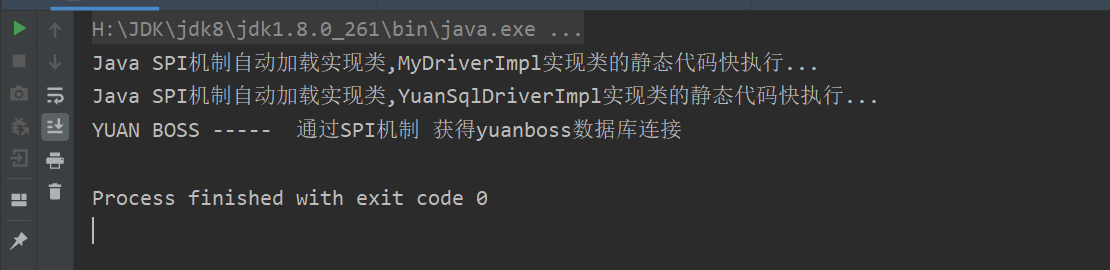 H:\JDK\jdk8\jdk1.8.0_261\bin\java.exe ...
Java SPI机制自动加载实现类,MyDriverImpl实现类的静态代码快执行...
Java SPI机制自动加载实现类,YuanSqlDriverImpl实现类的静态代码快执行...
YUAN BOSS -----  通过SPI机制 获得yuanboss数据库连接
Process finished with exit code 0